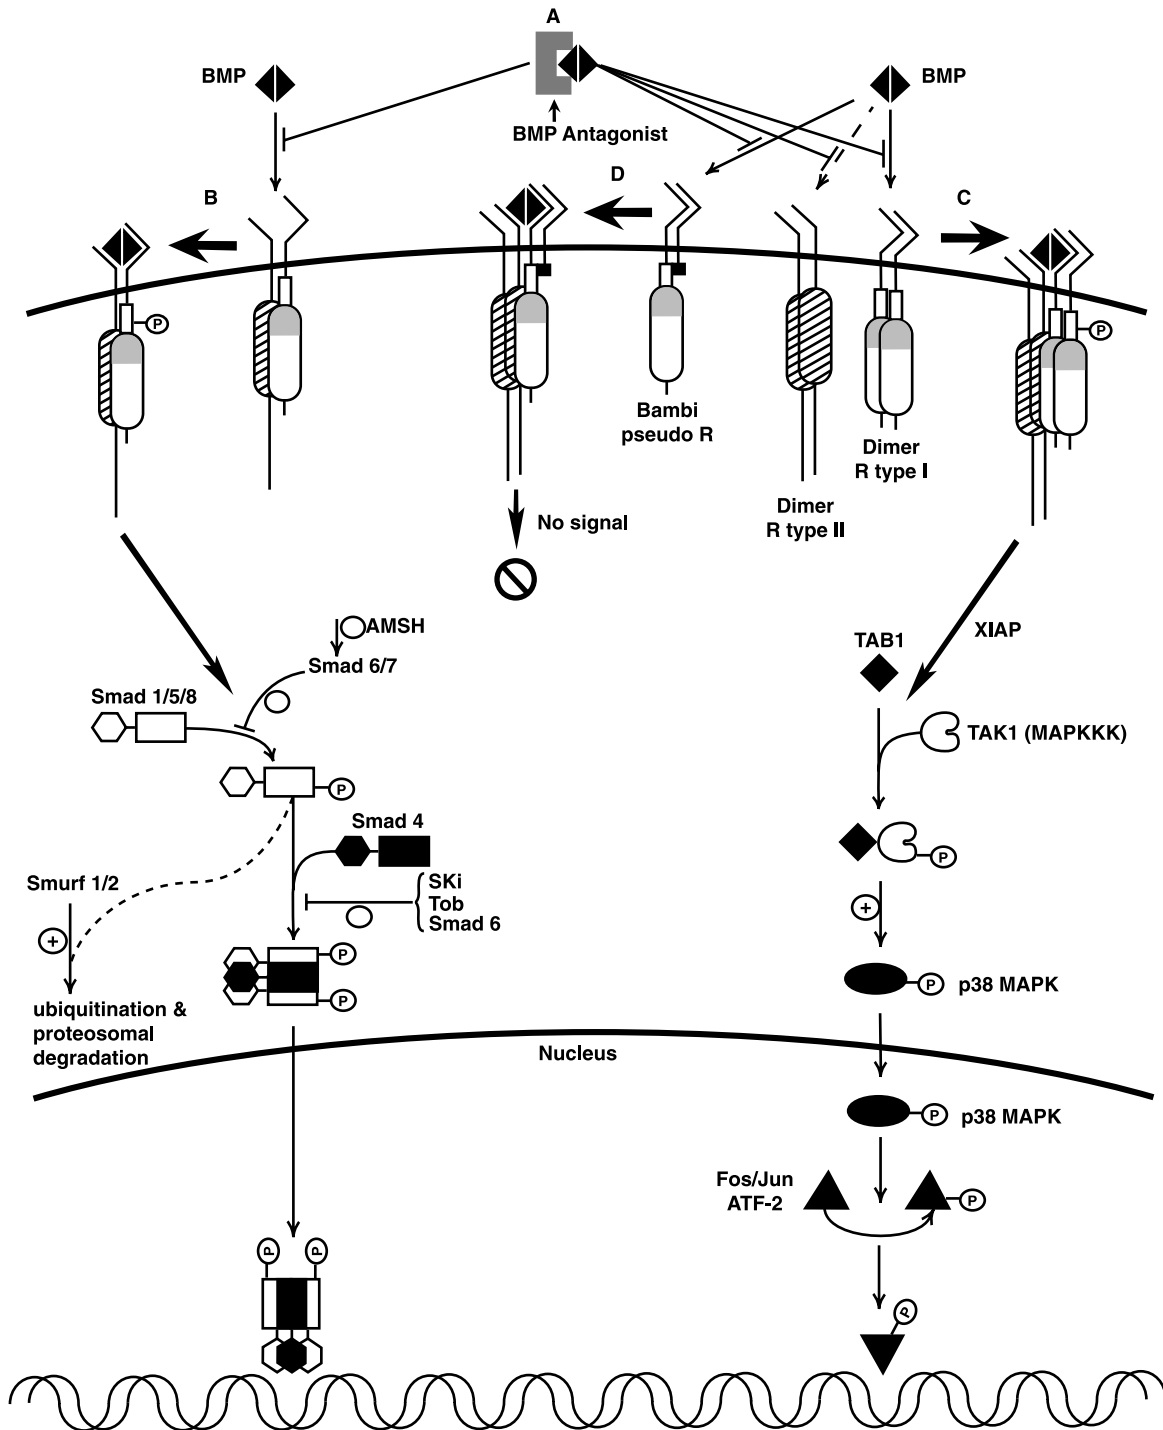 A
BMP
BMP
BMP Antagonist
D
B
C
P
P
Bambi
pseudo R
Dimer
R type I
Dimer
R type II
No signal
AMSH
Smad 6/7
XIAP
TAB1
Smad 1/5/8
TAK1 (MAPKKK)
P
Smad 4
P
SKi
Tob
Smad 6
Smurf 1/2
+
+
P
P
P
p38 MAPK
ubiquitination &
proteosomal
degradation
Nucleus
P
p38 MAPK
Fos/Jun
ATF-2
P
P
P
P